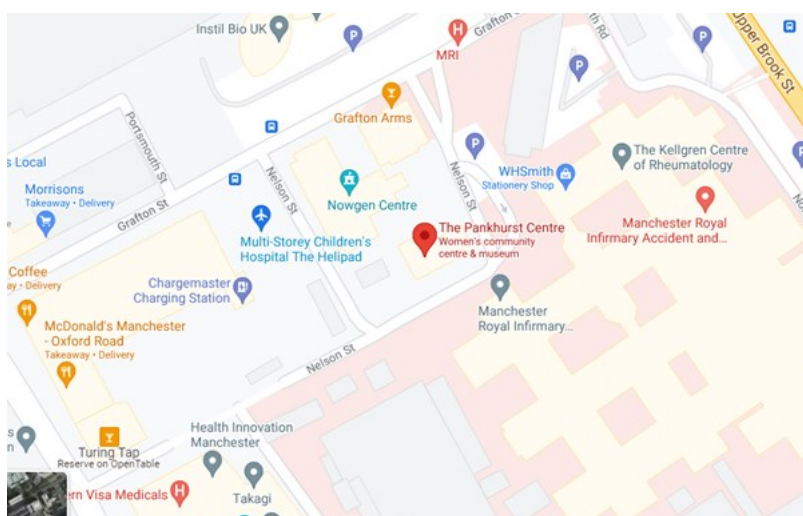 Instil Bio UK
P
H
MRI
Grafton S
th Rd
P
P
Upper Brook St
P
Grafton Arms
Portsmouth St
P
The Kellgren Centre
of Rheumatology
s Local
Morrisons
Takeaway • Delivery
Nelson St
Nowgen Centre
Nelson St
WHSmith
Stationery Shop
Grafton St
Multi-Storey Children's
Hospital The Helipad
The Pankhurst Centre
Women's community
centre & museum
Manchester Royal
Infirmary Accident and...
Coffee
ay • Delivery
Chargemaster
Charging Station
Manchester
Royal Infirmary...
McDonald's Manchester
- Oxford Road
Takeaway • Delivery
Nelson St
Health Innovation
Manchester
Turing Tap
Reserve on OpenTable
ern Visa Medicals
H
Takagi